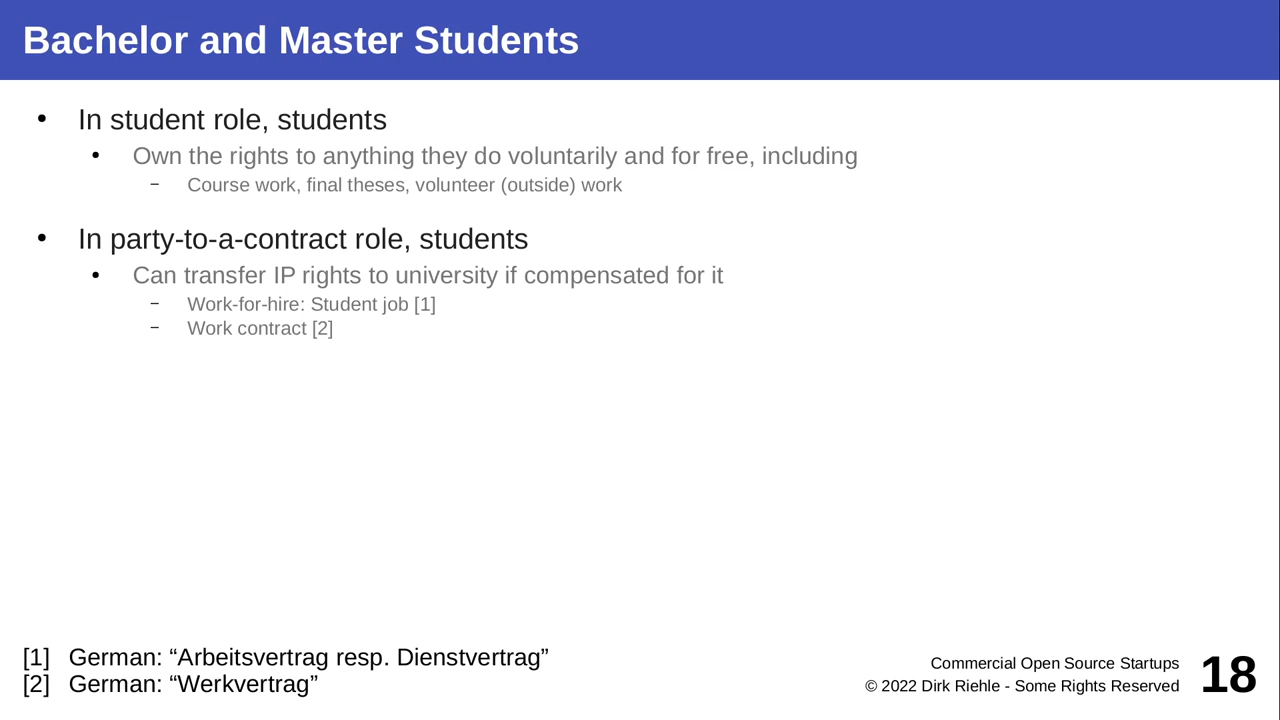 Bachelor and Master Students
• In student role, students
• Own the rights to anything they do voluntarily and for free, including
– Course work, final theses, volunteer (outside) work
• In party-to-a-contract role, students
• Can transfer IP rights to university if compensated for it
– Work-for-hire: Student job [1]
– Work contract [2]
[1] German: “Arbeitsvertrag resp. Dienstvertrag”
[2] German: “Werkvertrag”
Commercial Open Source Startups
© 2022 Dirk Riehle - Some Rights Reserved
18